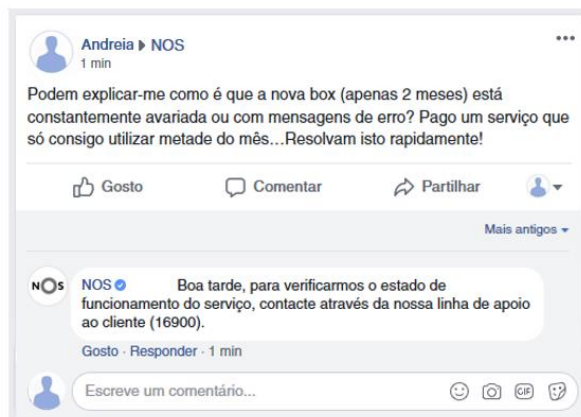 Andreia ▶ NOS
1 min
Podem explicar-me como é que a nova box (apenas 2 meses) está
constantemente avariada ou com mensagens de erro? Pago um serviço que
só consigo utilizar metade do mês…Resolvam isto rapidamente!
Gosto Comentar Partilhar
Mais antigos
NOS
NOS Boa tarde, para verificarmos o estado de
funcionamento do serviço, contacte através da nossa linha de apoio
ao cliente (16900).
Gosto · Responder · 1 min
Escreve um comentário... GIF